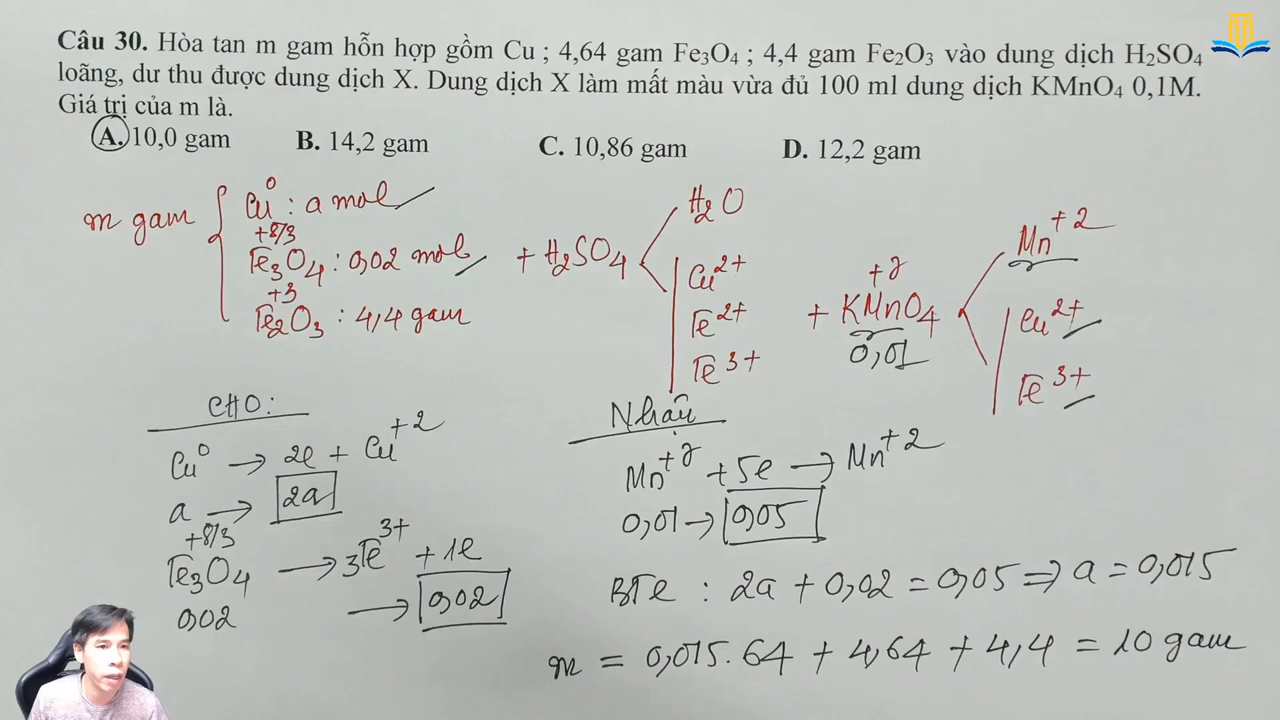 Câu 30. Hòa tan m gam hỗn hợp gồm Cu ; 4,64 gam Fe₃O₄ ; 4,4 gam Fe₂O₃ vào dung dịch H₂SO₄
loãng, dư thu được dung dịch X. Dung dịch X làm mất màu vừa đủ 100 ml dung dịch KMnO₄ 0,1M.
Giá trị của m là.
A. 10,0 gam B. 14,2 gam C. 10,86 gam D. 12,2 gam
m gam
Cu⁰ : a mol
+8/3
Fe₃O₄ : 0,02 mol
+3
Fe₂O₃ : 4,4 gam
+ H₂SO₄
H₂O
Cu²⁺
Fe²⁺
Fe³⁺
+7
+ KMnO₄
0,01
Mn⁺²
Cu²⁺
Fe³⁺
CHO:
Cu⁰ → 2e + Cu⁺²
a → 2a
+8/3
Fe₃O₄ → 3Fe³⁺ + 1e
0,02 → 0,02
Nhận
Mn⁺⁷ + 5e → Mn⁺²
0,01 → 0,05
BTe : 2a + 0,02 = 0,05 ⇒ a = 0,015
m = 0,015.64 + 4,64 + 4,4 = 10 gam